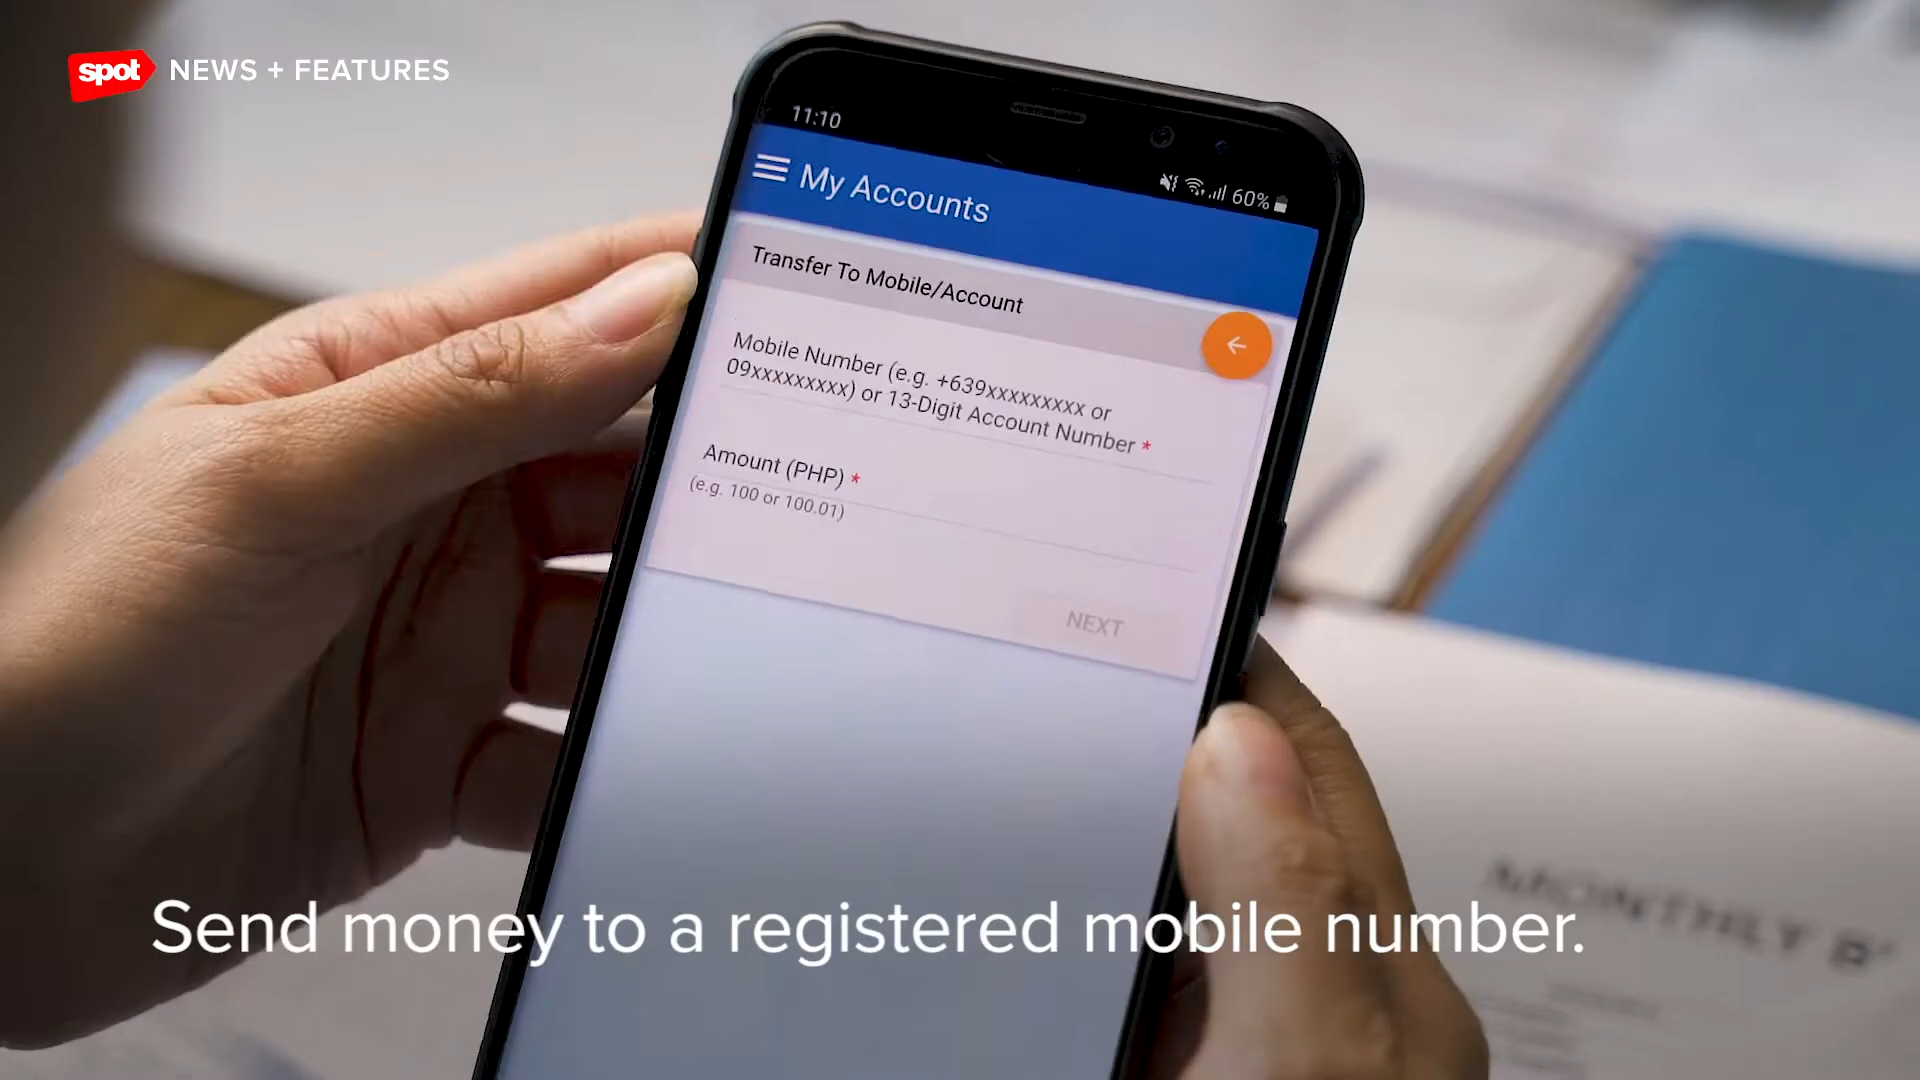 spot NEWS + FEATURES
11:10
60%
My Accounts
Transfer To Mobile/Account
Mobile Number (e.g. +639xxxxxxxxx or
09xxxxxxxxx) or 13-Digit Account Number *
Amount (PHP) *
(e.g. 100 or 100.01)
NEXT
Send money to a registered mobile number.
MONTHLY